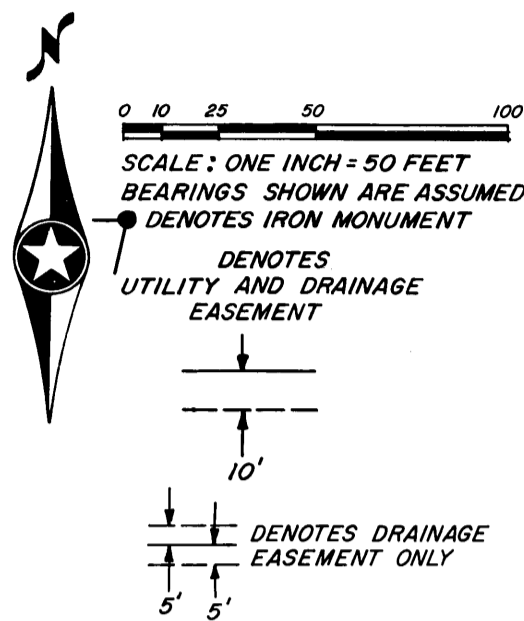 N
0 10 25 50 100
SCALE: ONE INCH = 50 FEET
BEARINGS SHOWN ARE ASSUMED
DENOTES IRON MONUMENT
DENOTES
UTILITY AND DRAINAGE
EASEMENT
10'
DENOTES DRAINAGE
EASEMENT ONLY
5' 5'